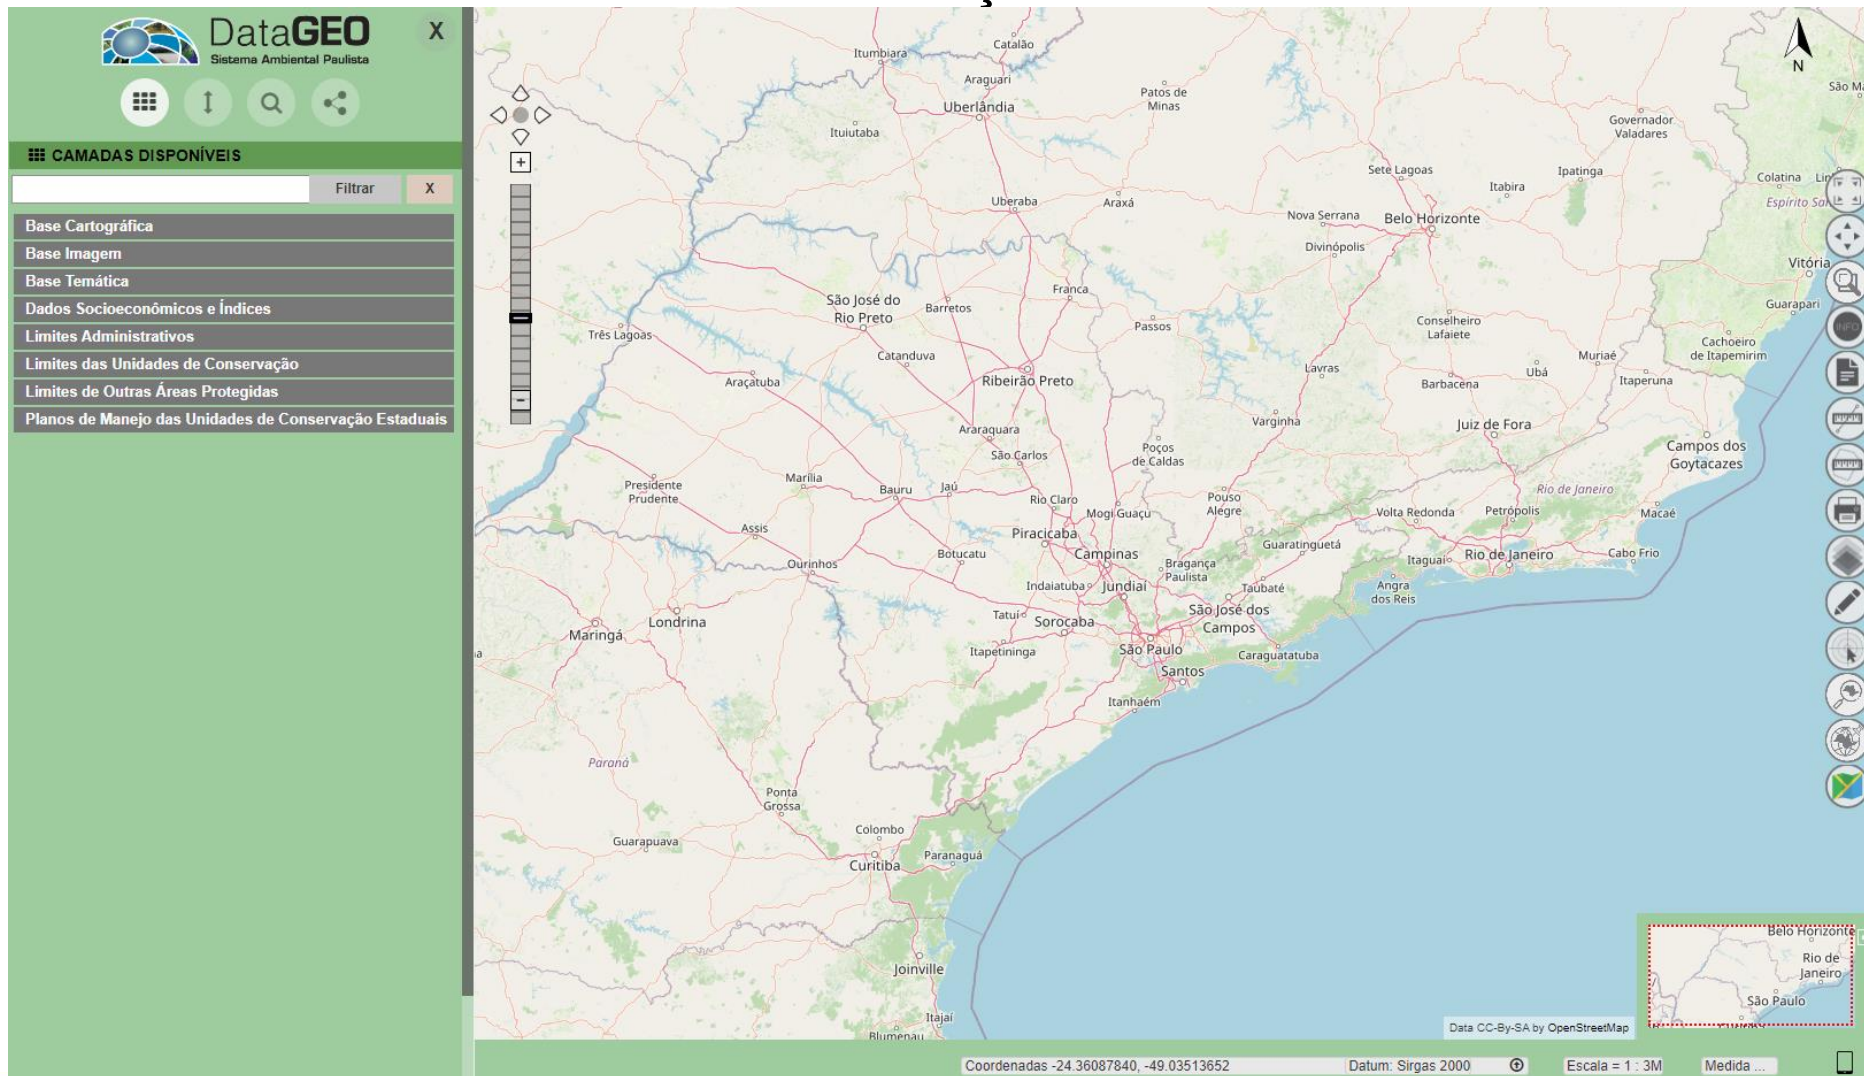 DataGEO
Sistema Ambiental Paulista
X
CAMADAS DISPONÍVEIS
Filtrar
X
Base Cartográfica
Base Imagem
Base Temática
Dados Socioeconômicos e Índices
Limites Administrativos
Limites das Unidades de Conservação
Limites de Outras Áreas Protegidas
Planos de Manejo das Unidades de Conservação Estaduais
N
+
-
Catalão
Itumbiara
Araguari
Uberlândia
Patos de
Minas
São M
Ituiutaba
Governador
Valadares
Sete Lagoas
Ipatinga
Itabira
Colatina
Lin
Espírito Sa
Uberaba
Araxá
Nova Serrana
Belo Horizonte
Divinópolis
Vitória
Franca
Guarapari
São José do
Rio Preto
Barretos
Passos
Conselheiro
Lafaiete
INFO
Três Lagoas
Cachoeiro
de Itapemirim
Catanduva
Muriaé
Lavras
Ubá
Araçatuba
Ribeirão Preto
Barbacena
Itaperuna
Araraquara
Varginha
Juiz de Fora
São Carlos
Poços
de Caldas
Campos dos
Goytacazes
Presidente
Prudente
Marília
Bauru
Jaú
Rio Claro
Mogi Guaçu
Pouso
Alegre
Rio de Janeiro
Volta Redonda
Petrópolis
Macaé
Assis
Piracicaba
Guaratinguetá
Botucatu
Campinas
Rio de Janeiro
Cabo Frio
Ourinhos
Bragança
Paulista
Itaguaí
Indaiatuba
Jundiaí
Taubaté
Angra
dos Reis
Londrina
Maringá
Tatuí
Sorocaba
São José dos
Campos
Itapetininga
São Paulo
Caraguatatuba
a
Santos
Itanhaém
Paraná
Ponta
Grossa
Colombo
Guarapuava
Curitiba
Paranaguá
Joinville
Itajaí
Blumenau
Belo Horizonte
Rio de
Janeiro
São Paulo
Data CC-By-SA by OpenStreetMap
Coordenadas -24.36087840, -49.03513652
Datum: Sirgas 2000
Escala = 1 : 3M
Medida ...